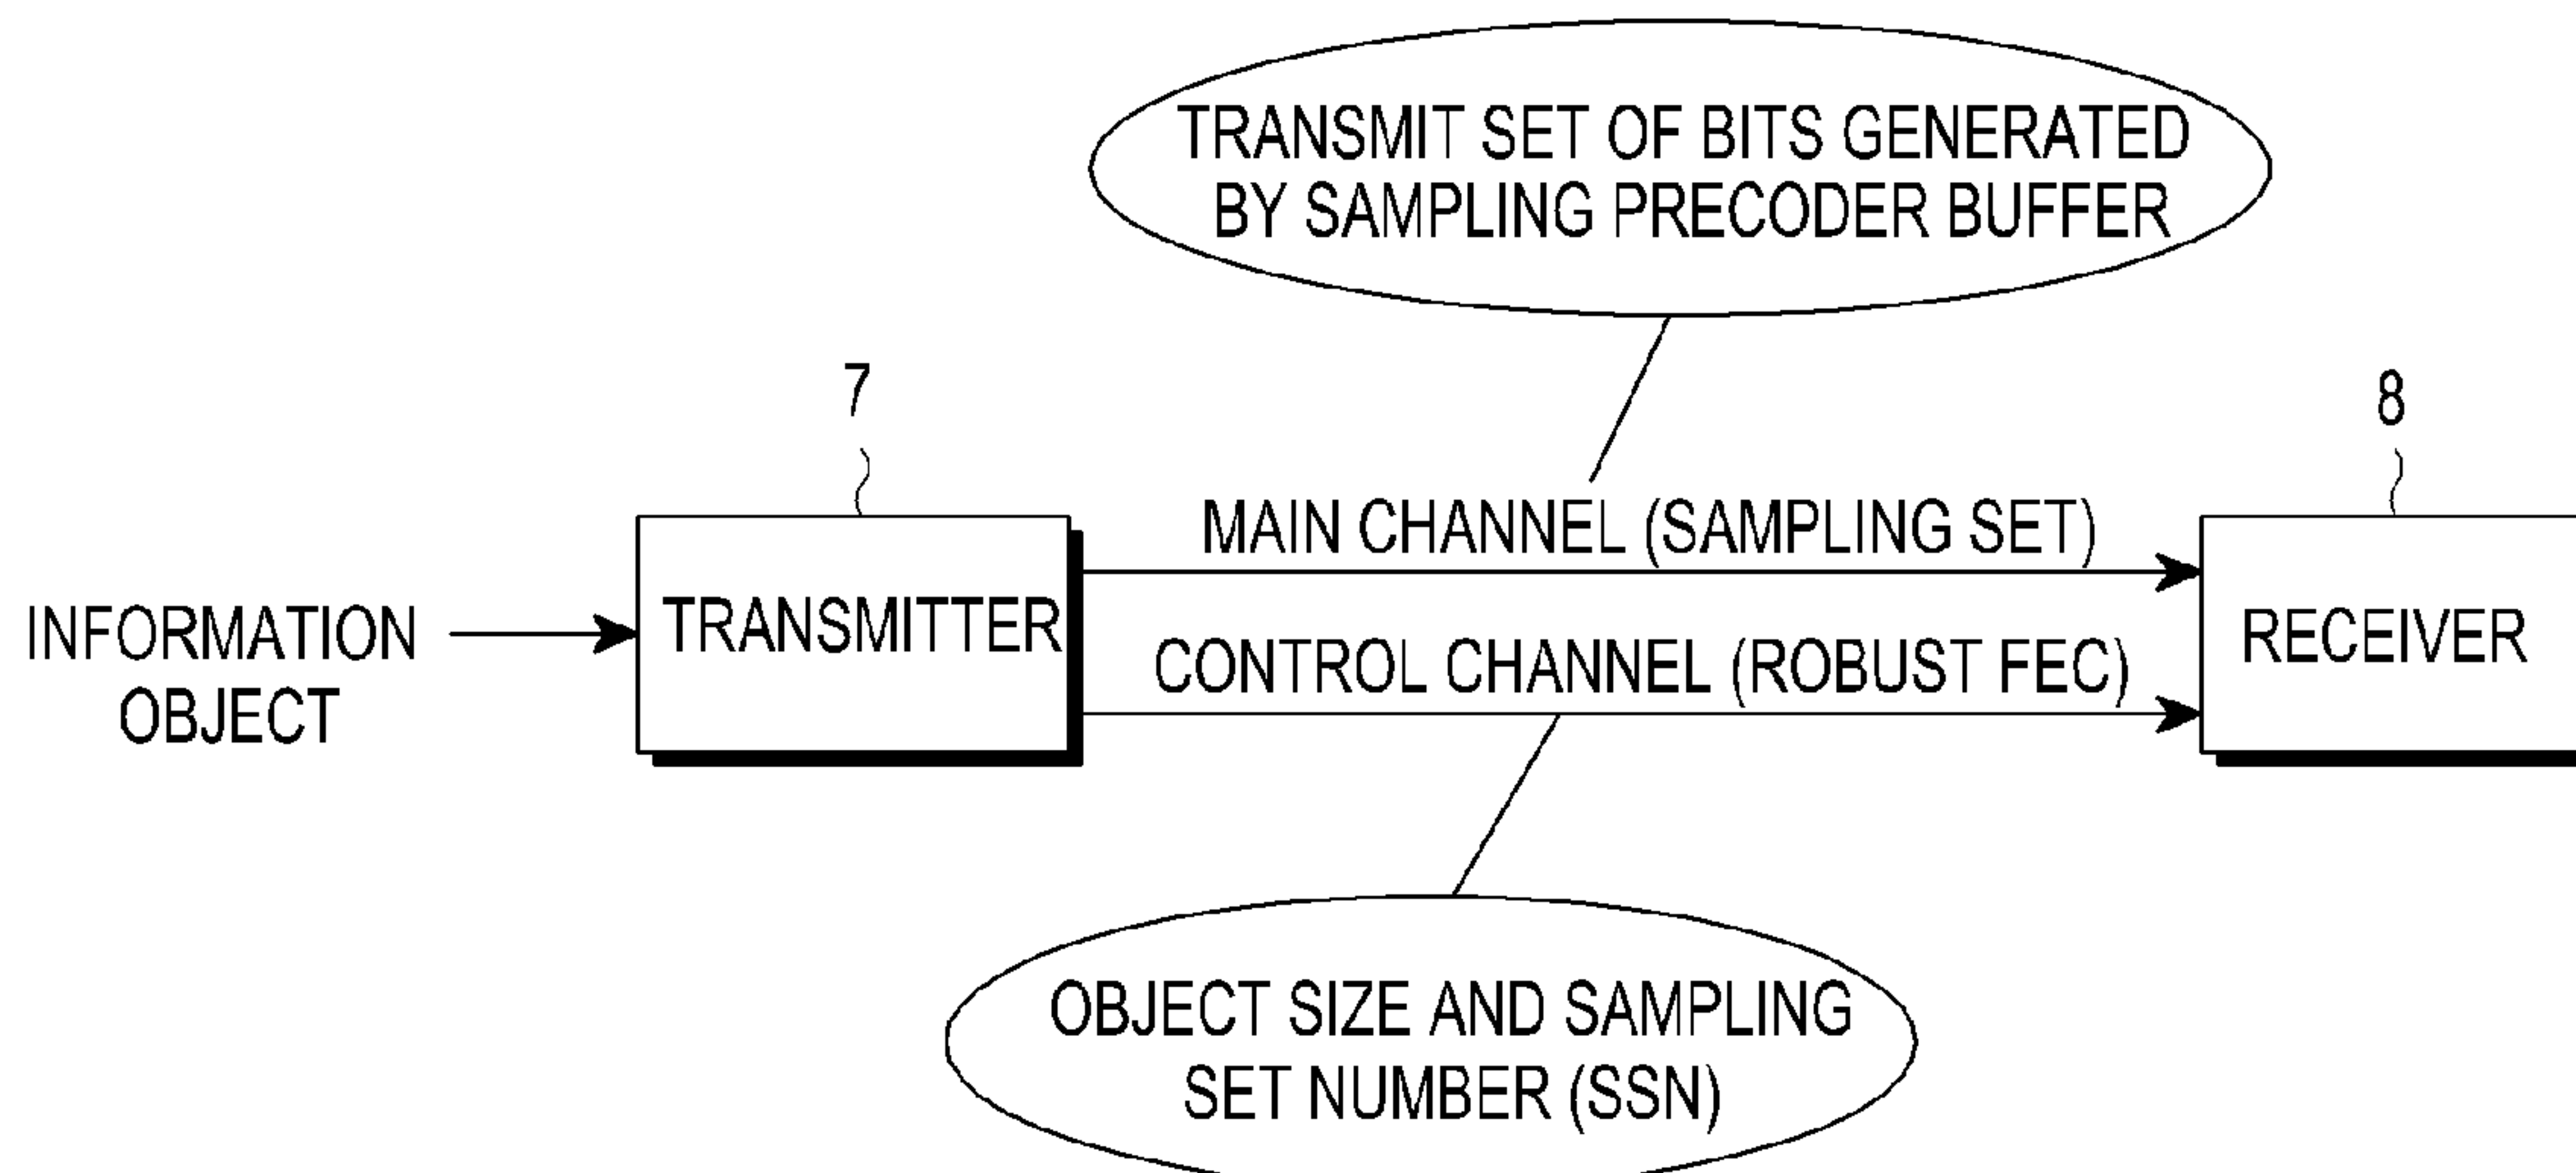 TRANSMIT SET OF BITS GENERATED
BY SAMPLING PRECODER BUFFER
7
8
MAIN CHANNEL (SAMPLING SET)
INFORMATION
OBJECT
TRANSMITTER
CONTROL CHANNEL (ROBUST FEC)
RECEIVER
OBJECT SIZE AND SAMPLING
SET NUMBER (SSN)